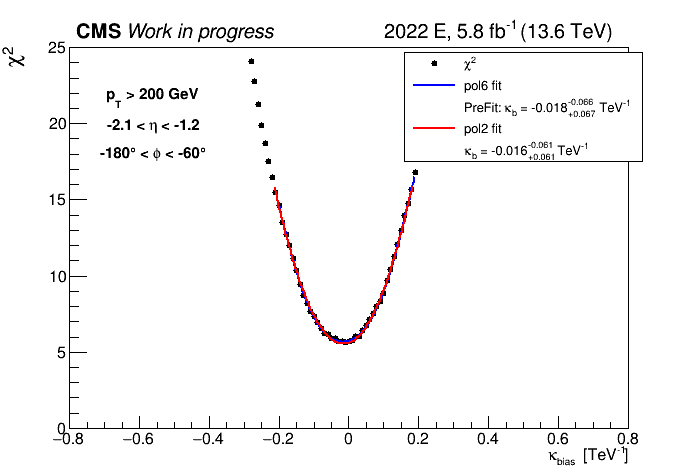 CMS Work in progress
2022 E, 5.8 fb⁻¹ (13.6 TeV)
χ²
25
20
15
10
5
0
p_T > 200 GeV
-2.1 < η < -1.2
-180° < ϕ < -60°
χ²
pol6 fit
PreFit: κ_b = -0.018 -0.066 +0.067 TeV⁻¹
pol2 fit
κ_b = -0.016 -0.061 +0.061 TeV⁻¹
−0.8 −0.6 −0.4 −0.2 0 0.2 0.4 0.6 0.8
κ_bias [TeV⁻¹]